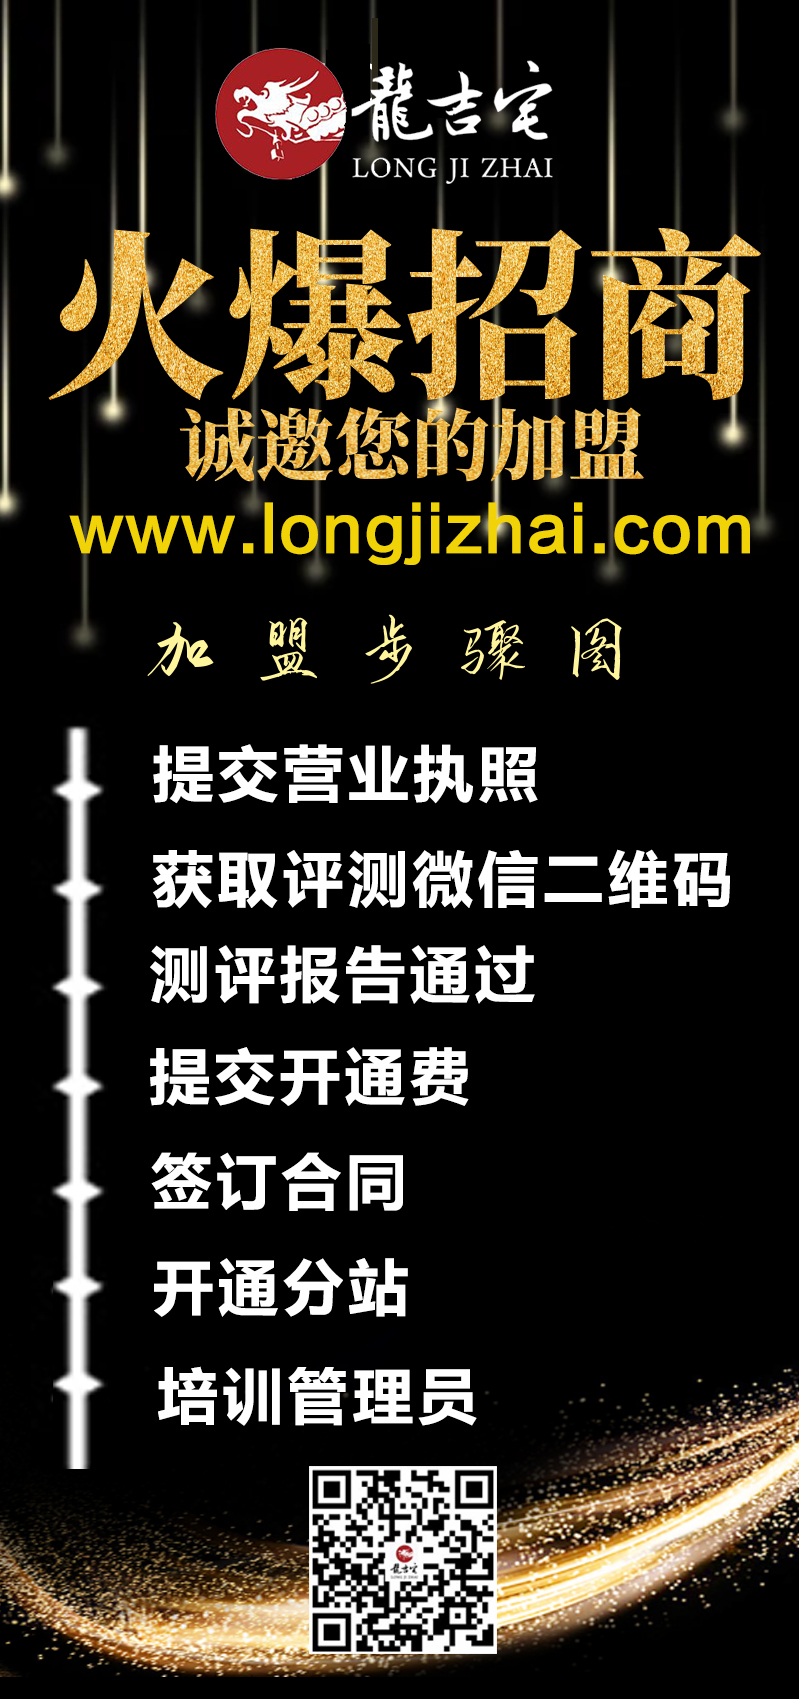 龍吉宅
LONG JI ZHAI
火爆招商
诚邀您的加盟
www.longjizhai.com
加盟步骤图
提交营业执照
获取评测微信二维码
测评报告通过
提交开通费
签订合同
开通分站
培训管理员
龍吉宅
LONG JI ZHAI